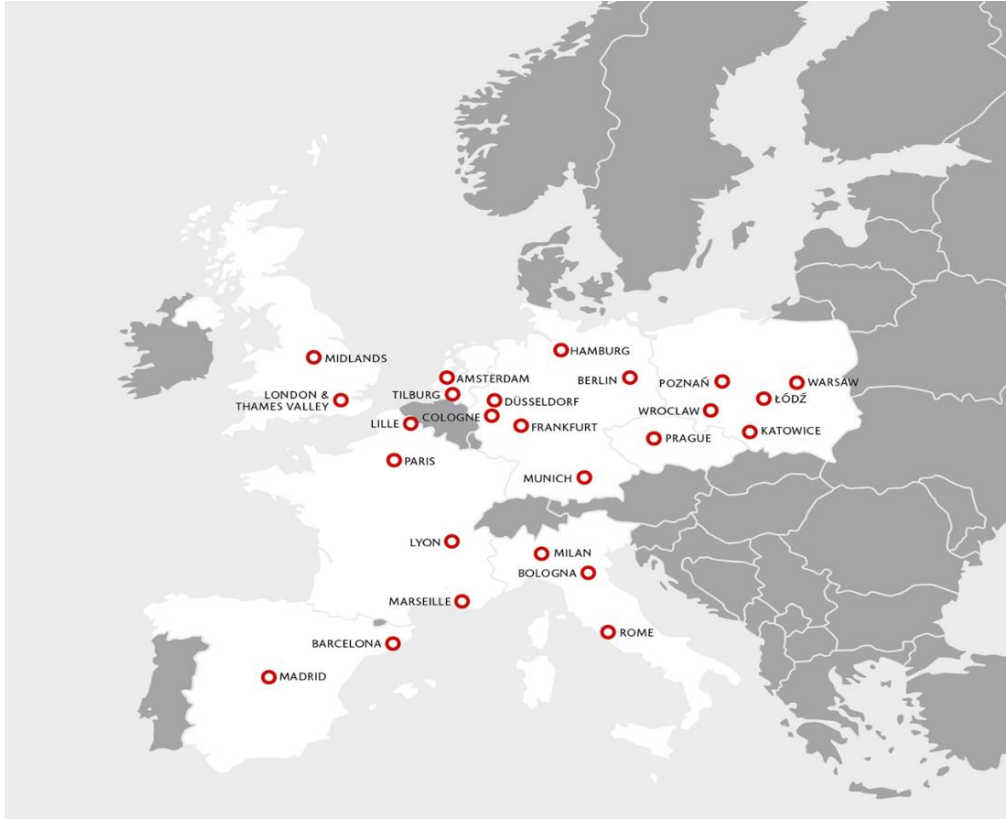 HAMBURG
MIDLANDS
AMSTERDAM
BERLIN
POZNAŃ
WARSAW
LONDON &
THAMES VALLEY
TILBURG
DÜSSELDORF
ŁÓDŹ
COLOGNE
WROCLAW
LILLE
FRANKFURT
KATOWICE
PRAGUE
PARIS
MUNICH
LYON
MILAN
BOLOGNA
MARSEILLE
ROME
BARCELONA
MADRID